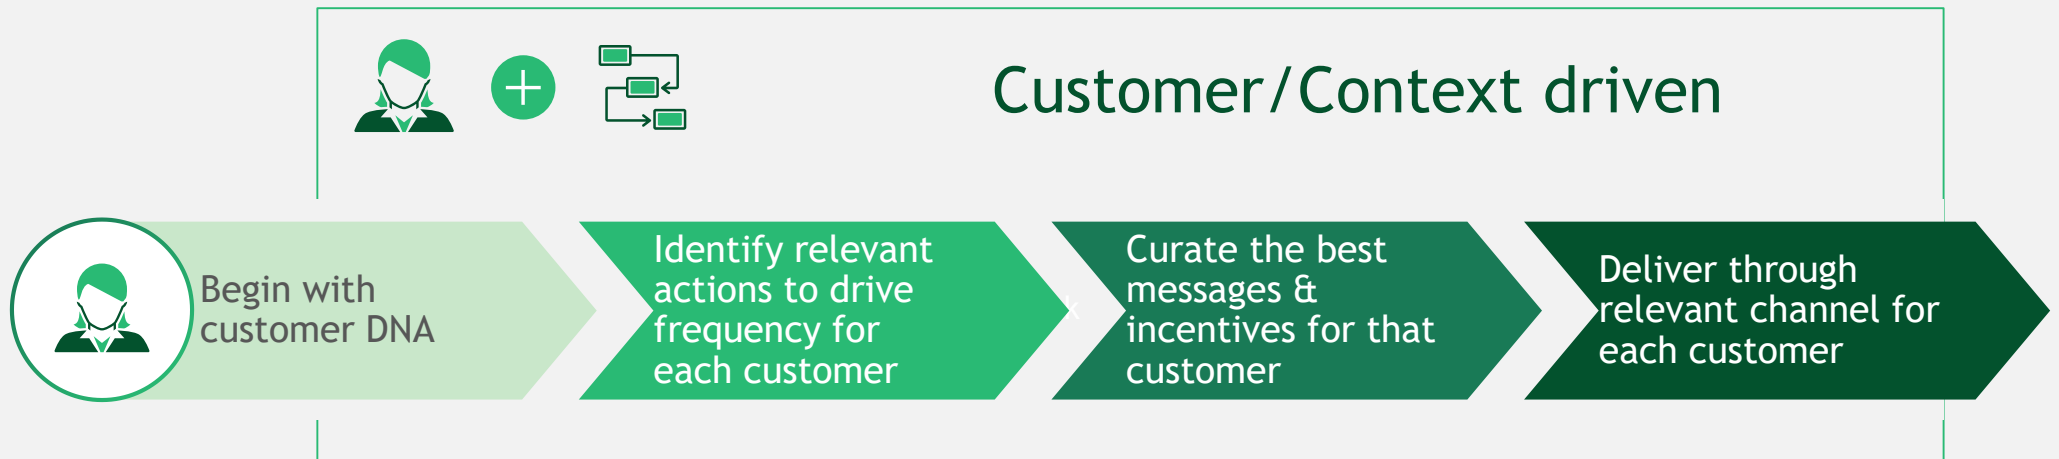 Customer/Context driven
Begin with
customer DNA
Identify relevant
actions to drive
frequency for
each customer
Curate the best
messages &
incentives for that
customer
Deliver through
relevant channel for
each customer